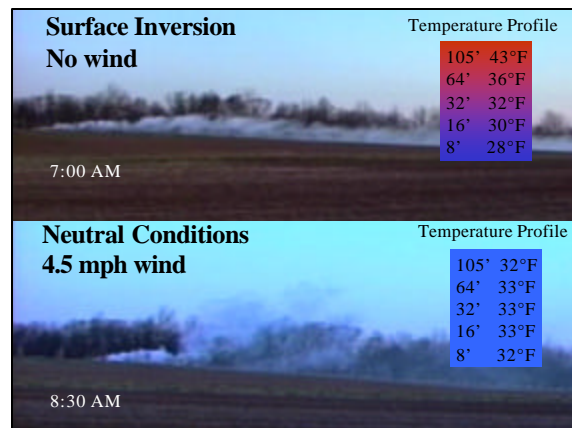 Surface Inversion
Temperature Profile
No wind
105’ 43°F
64’ 36°F
32’ 32°F
16’ 30°F
8’ 28°F
7:00 AM
Neutral Conditions
Temperature Profile
4.5 mph wind
105’ 32°F
64’ 33°F
32’ 33°F
16’ 33°F
8’ 32°F
8:30 AM